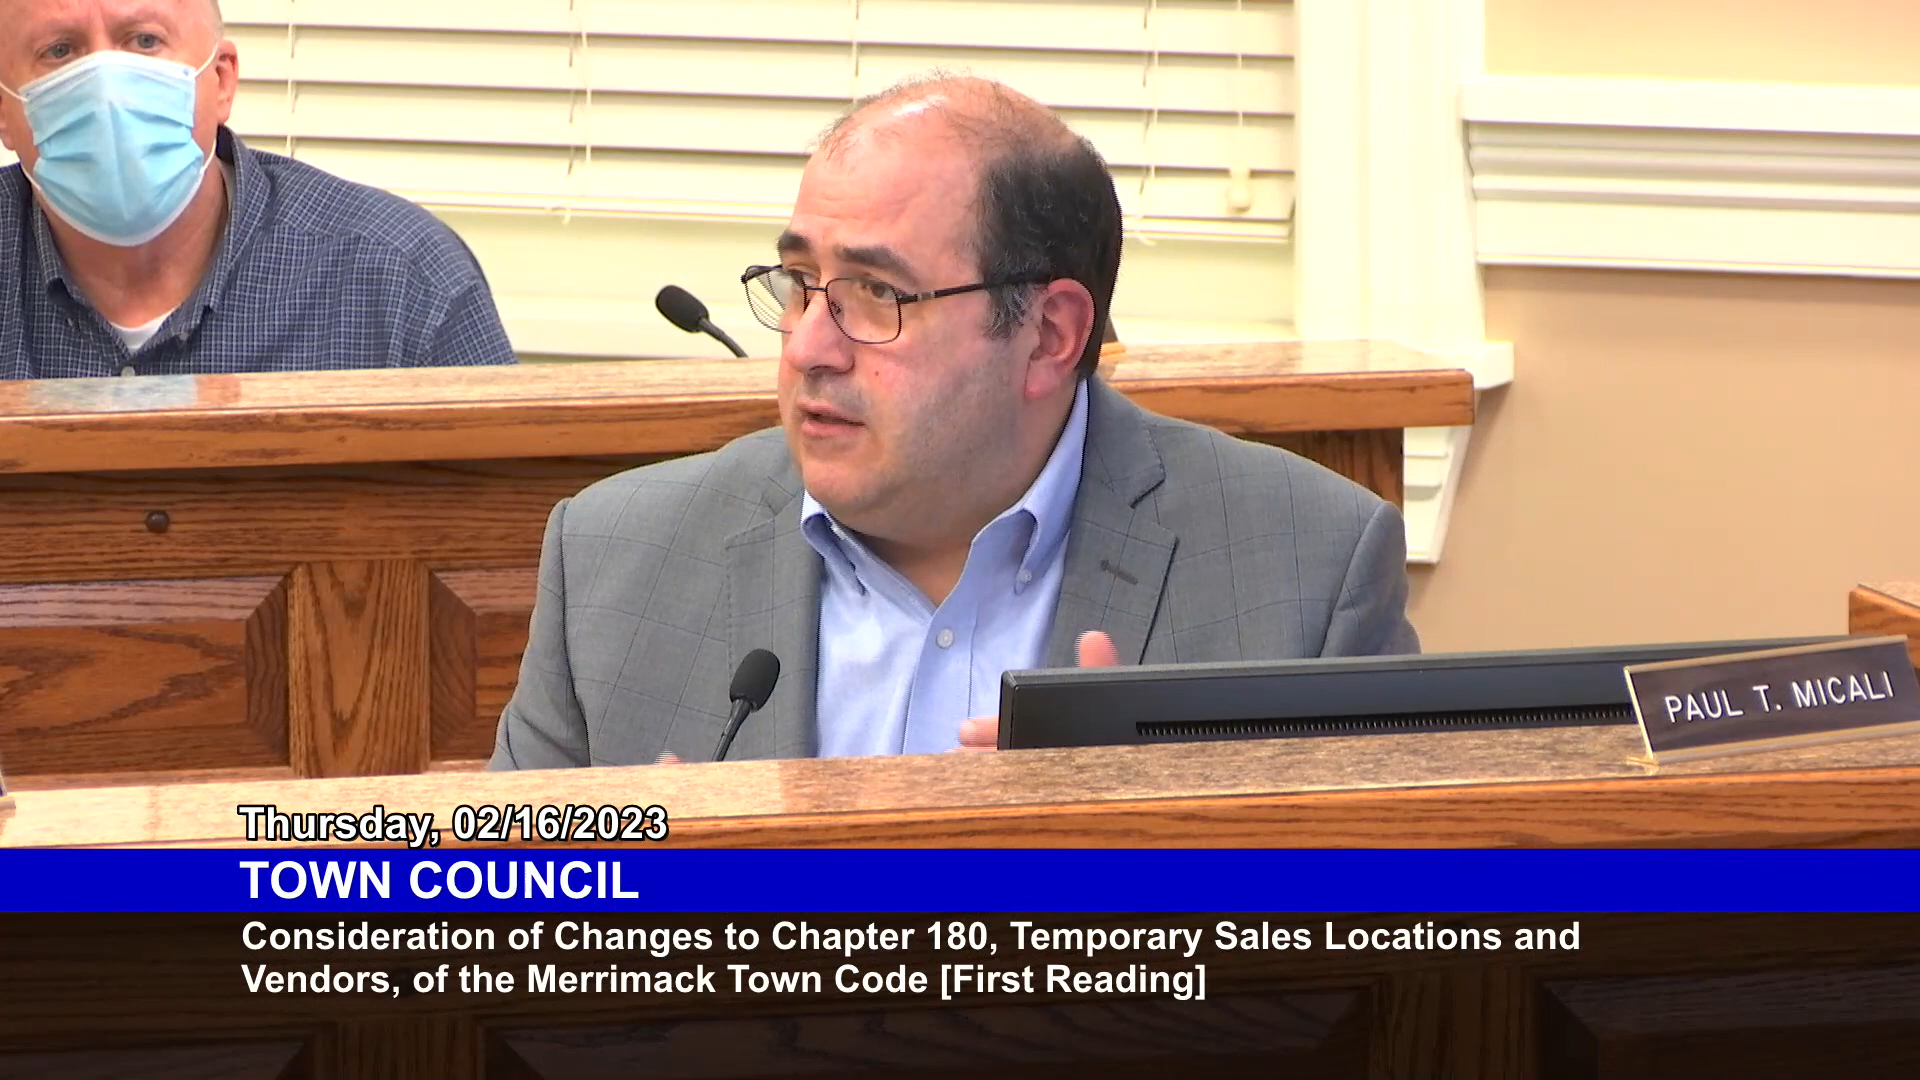 PAUL T. MICALI
Thursday, 02/16/2023
TOWN COUNCIL
Consideration of Changes to Chapter 180, Temporary Sales Locations and
Vendors, of the Merrimack Town Code [First Reading]